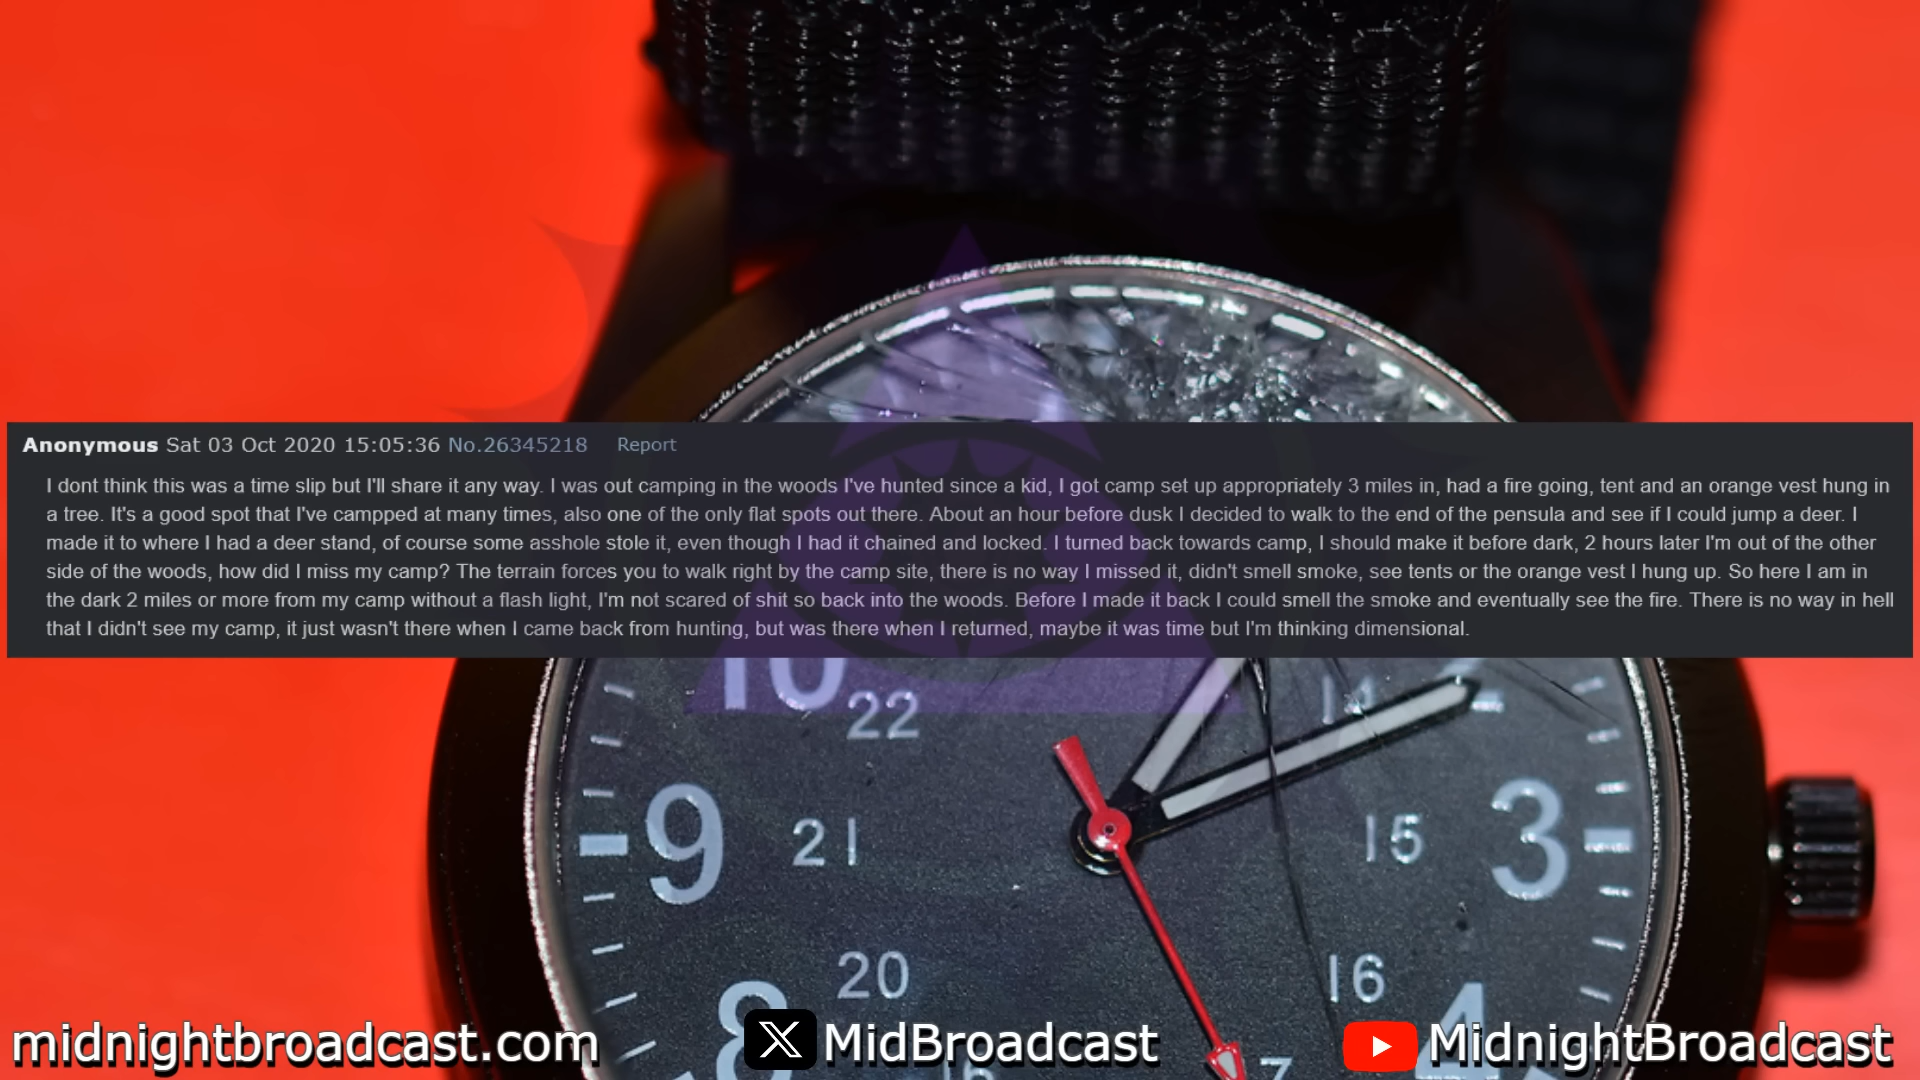 Anonymous Sat 03 Oct 2020 15:05:36 No.26345218 Report
I dont think this was a time slip but I'll share it any way. I was out camping in the woods I've hunted since a kid, I got camp set up appropriately 3 miles in, had a fire going, tent and an orange vest hung in
a tree. It's a good spot that I've campped at many times, also one of the only flat spots out there. About an hour before dusk I decided to walk to the end of the pensula and see if I could jump a deer. I
made it to where I had a deer stand, of course some asshole stole it, even though I had it chained and locked. I turned back towards camp, I should make it before dark, 2 hours later I'm out of the other
side of the woods, how did I miss my camp? The terrain forces you to walk right by the camp site, there is no way I missed it, didn't smell smoke, see tents or the orange vest I hung up. So here I am in
the dark 2 miles or more from my camp without a flash light, I'm not scared of shit so back into the woods. Before I made it back I could smell the smoke and eventually see the fire. There is no way in hell
that I didn't see my camp, it just wasn't there when I came back from hunting, but was there when I returned, maybe it was time but I'm thinking dimensional.
10 22 14
9 21 15 3
8 20 16 4
midnightbroadcast.com MidBroadcast MidnightBroadcast